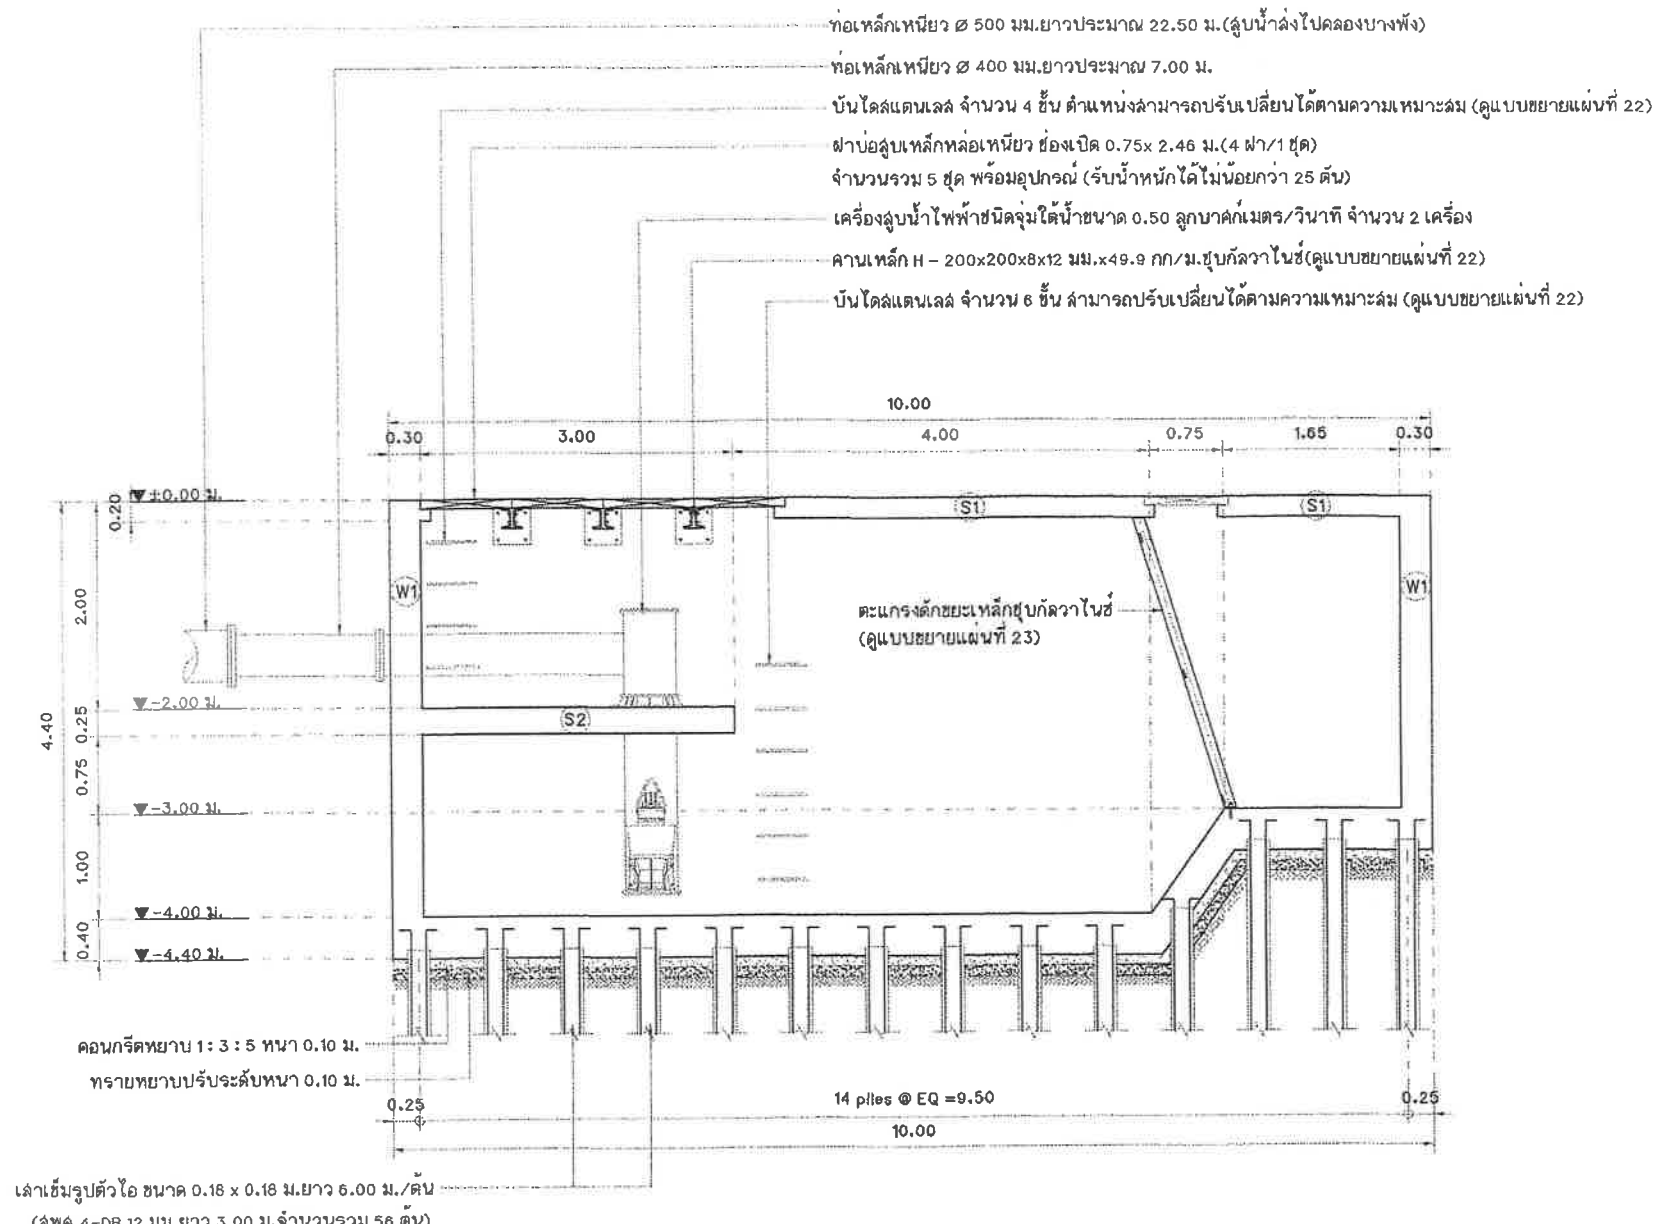 ท่อเหล็กเหนียว Ø 500 มม.ยาวประมาณ 22.50 ม.(สูบน้ำส่งไปคลองบางพัง)
ท่อเหล็กเหนียว Ø 400 มม.ยาวประมาณ 7.00 ม.
บันไดสแตนเลส จำนวน 4 ขั้น ตำแหน่งสามารถปรับเปลี่ยนได้ตามความเหมาะสม (ดูแบบขยายแผ่นที่ 22)
ฝาบ่อสูบเหล็กหล่อเหนียว ช่องเปิด 0.75x 2.46 ม.(4 ฝา/1 ชุด)
จำนวนรวม 5 ชุด พร้อมอุปกรณ์ (รับน้ำหนักได้ไม่น้อยกว่า 25 ตัน)
เครื่องสูบน้ำไฟฟ้าชนิดจุ่มใต้น้ำขนาด 0.50 ลูกบาศก์เมตร/วินาที จำนวน 2 เครื่อง
คานเหล็ก H - 200x200x8x12 มม.x49.9 กก/ม.ชุบกัลวาไนซ์(ดูแบบขยายแผ่นที่ 22)
บันไดสแตนเลส จำนวน 6 ขั้น สามารถปรับเปลี่ยนได้ตามความเหมาะสม (ดูแบบขยายแผ่นที่ 22)
10.00
0.30 3.00 4.00 0.75 1.65 0.30
±0.00 ม.
0.20
S1 S1
W1 W1
2.00
ตะแกรงดักขยะเหล็กชุบกัลวาไนซ์
(ดูแบบขยายแผ่นที่ 23)
-2.00 ม.
S2
0.25
4.40
0.75
-3.00 ม.
1.00
-4.00 ม.
0.40
-4.40 ม.
คอนกรีตหยาบ 1 : 3 : 5 หนา 0.10 ม.
ทรายหยาบปรับระดับหนา 0.10 ม.
0.25 14 piles @ EQ =9.50 0.25
10.00
เสาเข็มรูปตัวไอ ขนาด 0.18 x 0.18 ม.ยาว 6.00 ม./ต้น
4-DB 12 มม.ยาว 3.00 ม.จำนวนรวม 56 ต้น)